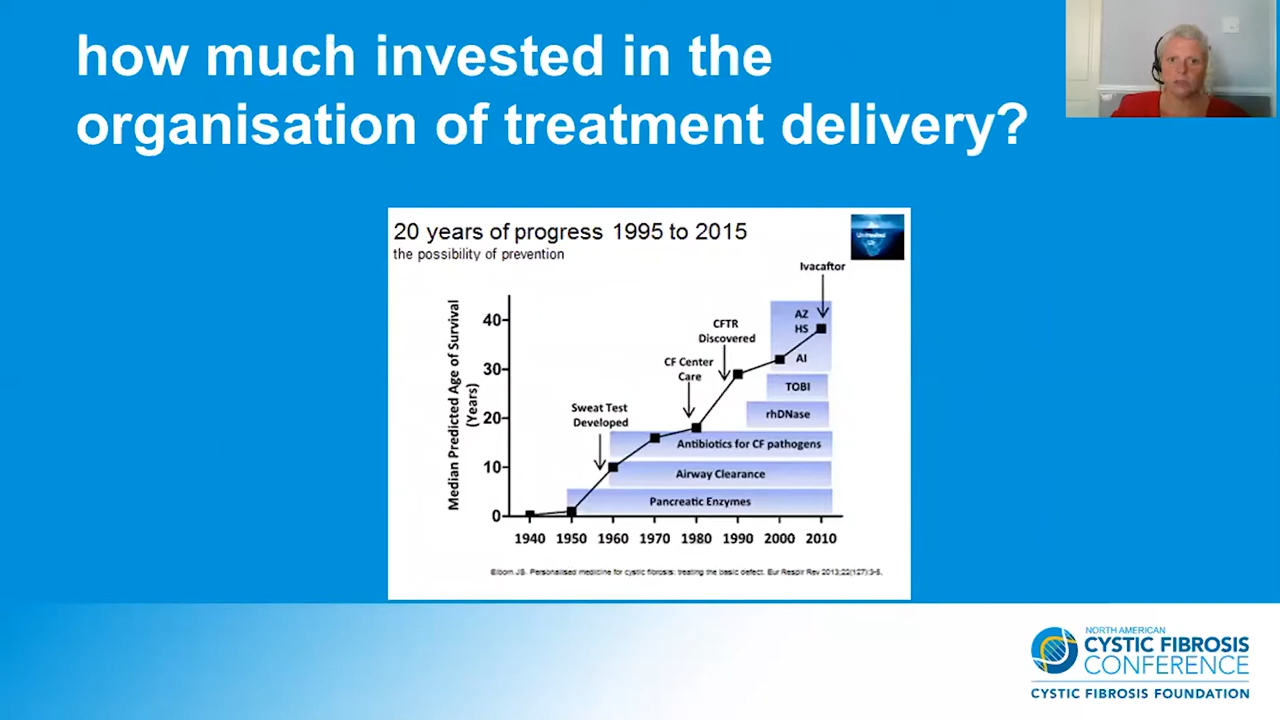 how much invested in the
organisation of treatment delivery?
20 years of progress 1995 to 2015
the possibility of prevention
Ivacaftor
Median Predicted Age of Survival
(Years)
40
30
20
10
0
CFTR
Discovered
CF Center
Care
Sweat Test
Developed
AZ
HS
AI
TOBI
rhDNase
Antibiotics for CF pathogens
Airway Clearance
Pancreatic Enzymes
1940 1950 1960 1970 1980 1990 2000 2010
Elborn JS. Personalised medicine for cystic fibrosis: treating the basic defect. Eur Respir Rev 2013;22(127):3-5.
NORTH AMERICAN
CYSTIC FIBROSIS
CONFERENCE
CYSTIC FIBROSIS FOUNDATION